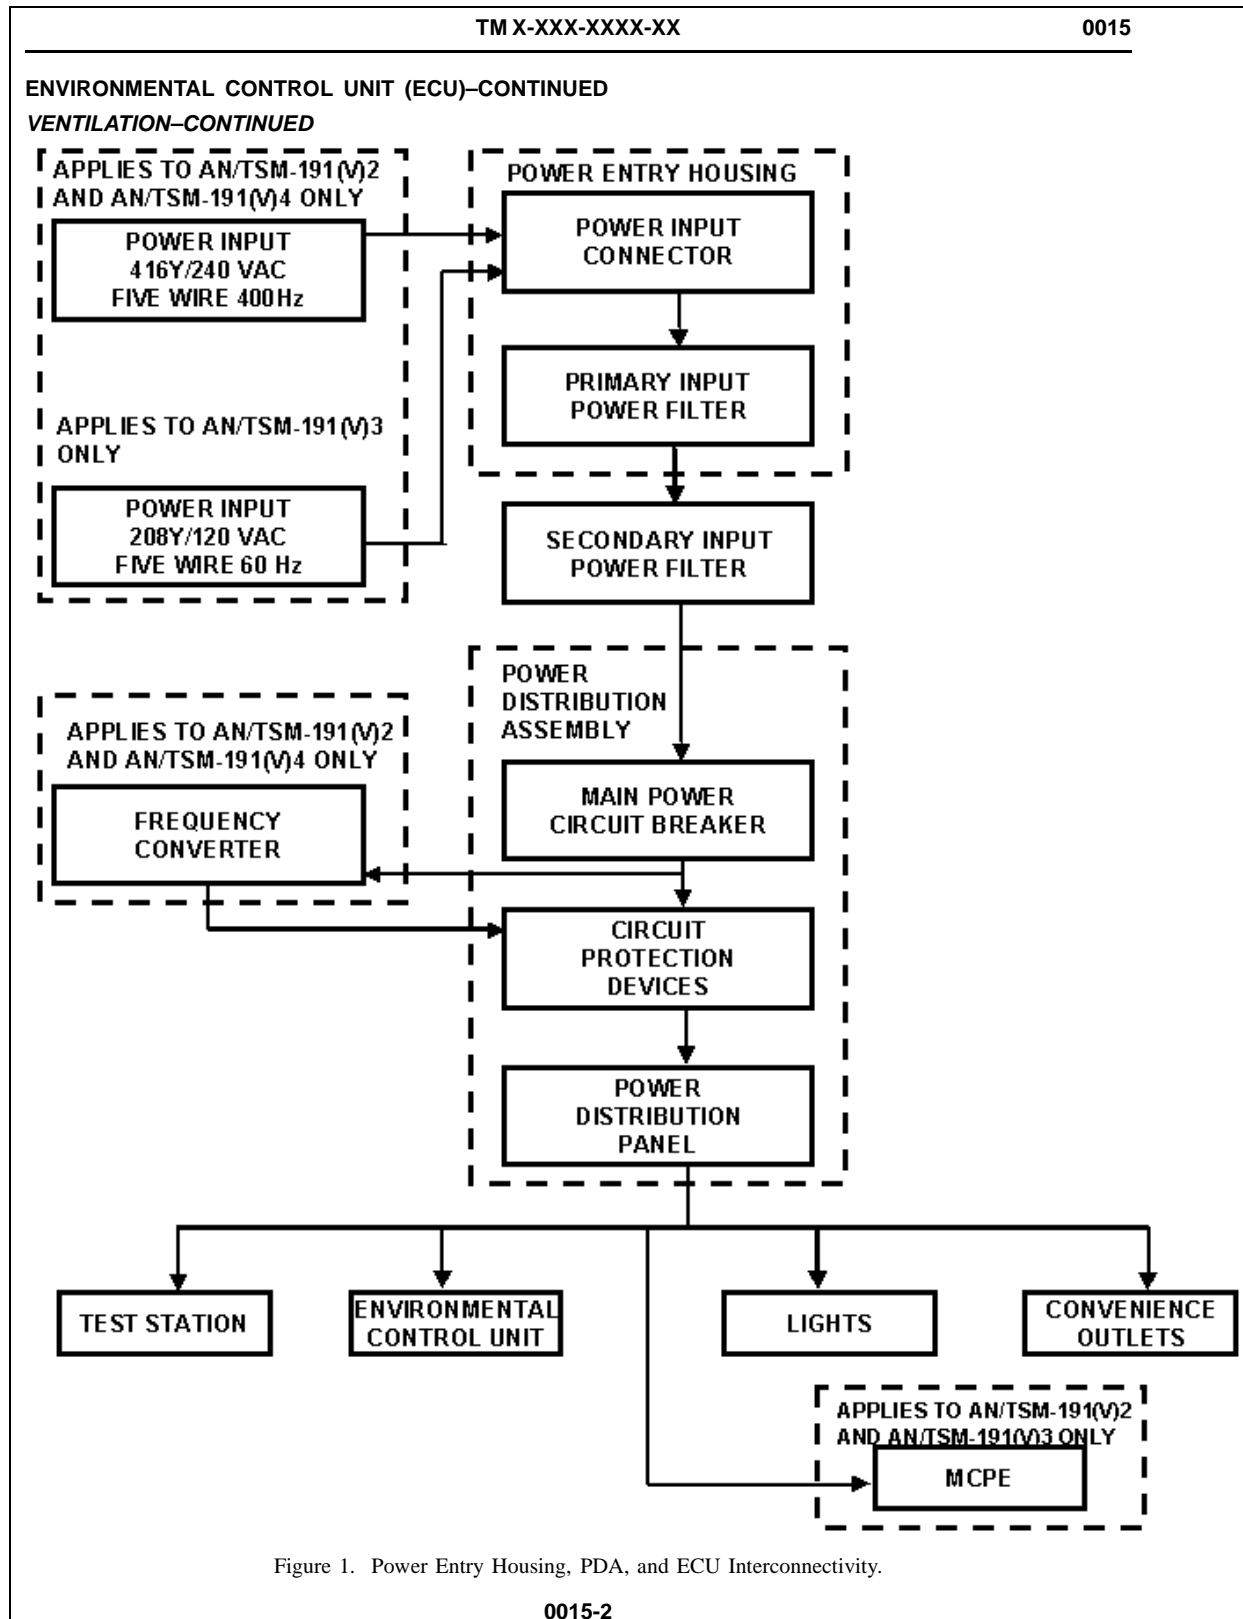 TM X-XXX-XXXX-XX
0015
ENVIRONMENTAL CONTROL UNIT (ECU)–CONTINUED
VENTILATION–CONTINUED
APPLIES TO AN/TSM-191(V)2
AND AN/TSM-191(V)4 ONLY
POWER INPUT
416Y/240 VAC
FIVE WIRE 400Hz
APPLIES TO AN/TSM-191(V)3
ONLY
POWER INPUT
208Y/120 VAC
FIVE WIRE 60 Hz
POWER ENTRY HOUSING
POWER INPUT
CONNECTOR
PRIMARY INPUT
POWER FILTER
SECONDARY INPUT
POWER FILTER
POWER
DISTRIBUTION
ASSEMBLY
MAIN POWER
CIRCUIT BREAKER
APPLIES TO AN/TSM-191(V)2
AND AN/TSM-191(V)4 ONLY
FREQUENCY
CONVERTER
CIRCUIT
PROTECTION
DEVICES
POWER
DISTRIBUTION
PANEL
TEST STATION
ENVIRONMENTAL
CONTROL UNIT
LIGHTS
CONVENIENCE
OUTLETS
APPLIES TO AN/TSM-191(V)2
AND AN/TSM-191(V)3 ONLY
MCPE
Figure 1. Power Entry Housing, PDA, and ECU Interconnectivity.
0015-2